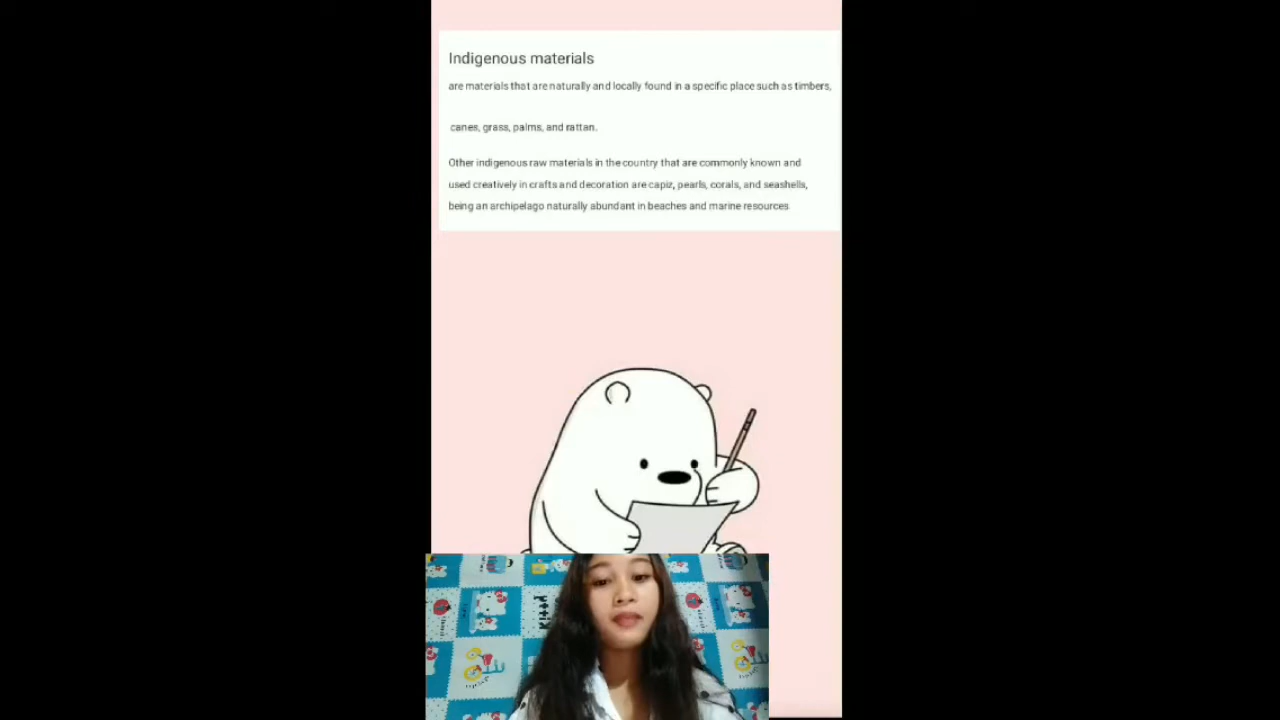 Indigenous materials
are materials that are naturally and locally found in a specific place such as timbers,
canes, grass, palms, and rattan.
Other indigenous raw materials in the country that are commonly known and
used creatively in crafts and decoration are capiz, pearls, corals, and seashells,
being an archipelago naturally abundant in beaches and marine resources
Kitty